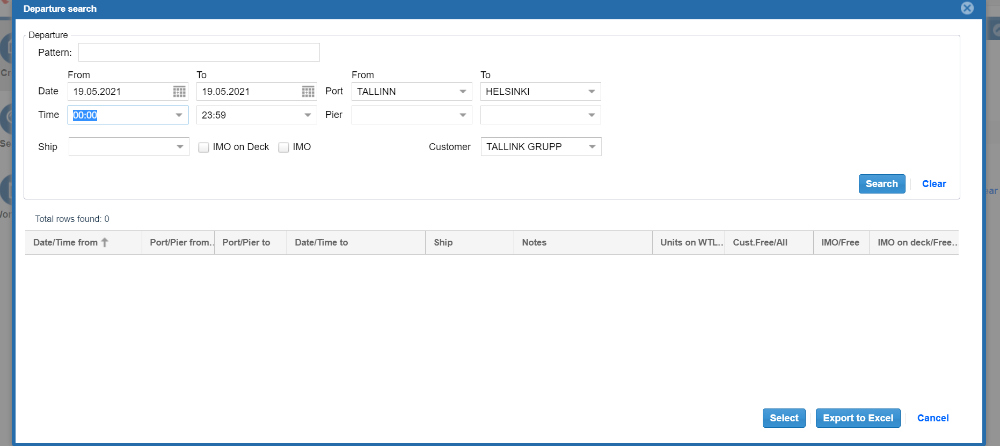 Departure search
Departure
Pattern:
From To From To
Date 19.05.2021 19.05.2021 Port TALLINN HELSINKI
Time 00:00 23:59 Pier
Ship IMO on Deck IMO Customer TALLINK GRUPP
Search Clear
Total rows found: 0
Date/Time from Port/Pier from.. Port/Pier to Date/Time to Ship Notes Units on WTL.. Cust.Free/All IMO/Free IMO on deck/Free..
Select Export to Excel Cancel